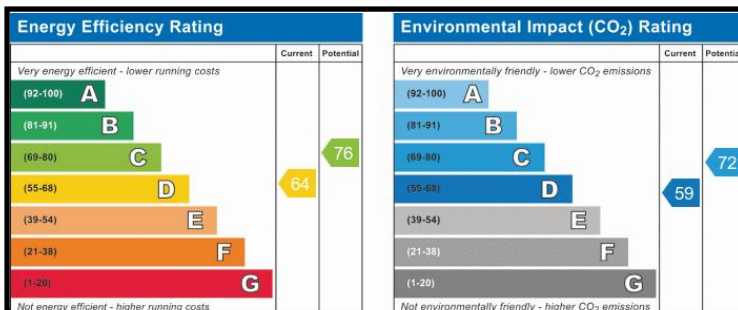 Energy Efficiency Rating
Current Potential
Very energy efficient - lower running costs
(92-100) A
(81-91) B
(69-80) C
76
(55-68) D
64
(39-54) E
(21-38) F
(1-20) G
Not energy efficient - higher running costs
Environmental Impact (CO₂) Rating
Current Potential
Very environmentally friendly - lower CO₂ emissions
(92-100) A
(81-91) B
(69-80) C
72
(55-68) D
59
(39-54) E
(21-38) F
(1-20) G
Not environmentally friendly - higher CO₂ emissions